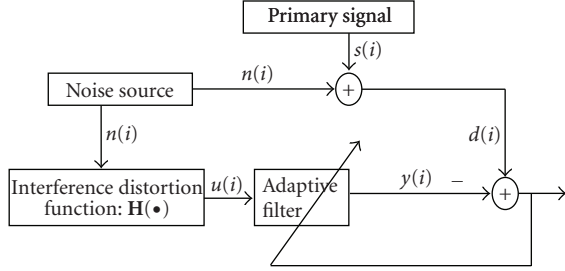 Primary signal
s(i)
n(i)
+
Noise source
n(i)
d(i)
Interference distortion
function: H(•)
u(i)
Adaptive
filter
y(i)
−
+